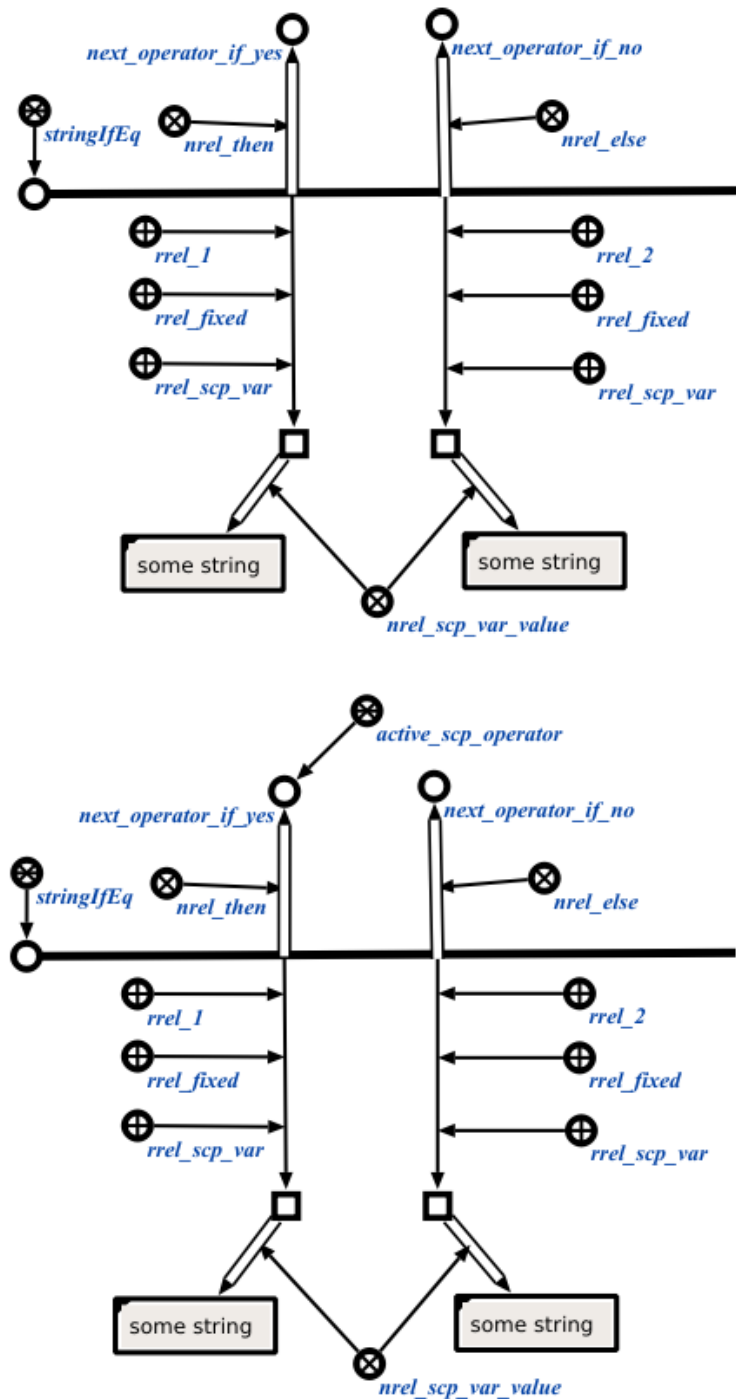 next_operator_if_yes
next_operator_if_no
stringIfEq
nrel_then
nrel_else
rrel_1
rrel_2
rrel_fixed
rrel_fixed
rrel_scp_var
rrel_scp_var
some string
some string
nrel_scp_var_value
active_scp_operator
next_operator_if_yes
next_operator_if_no
stringIfEq
nrel_then
nrel_else
rrel_1
rrel_2
rrel_fixed
rrel_fixed
rrel_scp_var
rrel_scp_var
some string
some string
nrel_scp_var_value